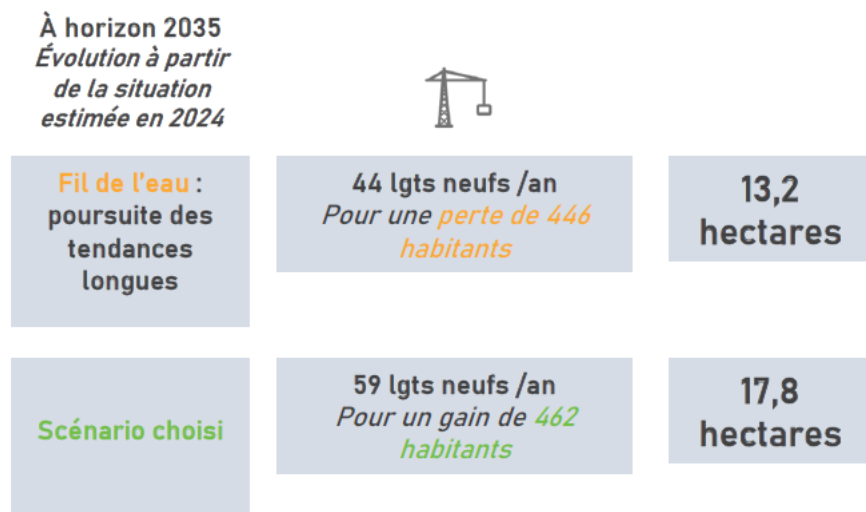 À horizon 2035
Évolution à partir
de la situation
estimée en 2024
Fil de l'eau :
poursuite des
tendances
longues
44 lgts neufs /an
Pour une perte de 446
habitants
13,2
hectares
Scénario choisi
59 lgts neufs /an
Pour un gain de 462
habitants
17,8
hectares